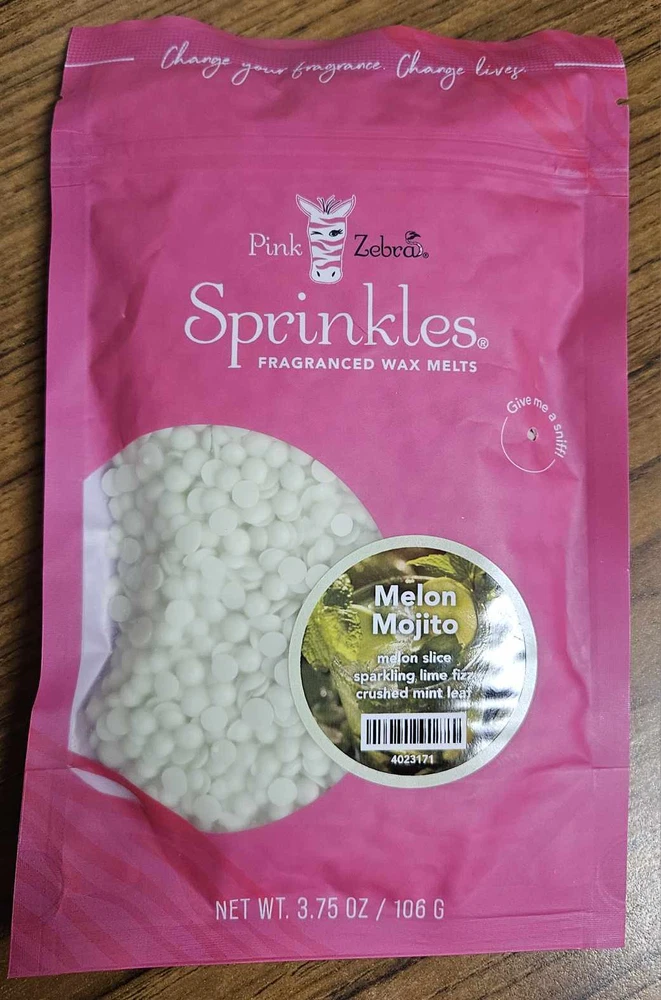 Change your fragrance. Change lives.
Pink Zebra®
Sprinkles®
FRAGRANCED WAX MELTS
Give me a sniff!
Melon
Mojito
melon slice
sparkling lime fizz
crushed mint leaf
4023171
NET WT. 3.75 OZ / 106 G